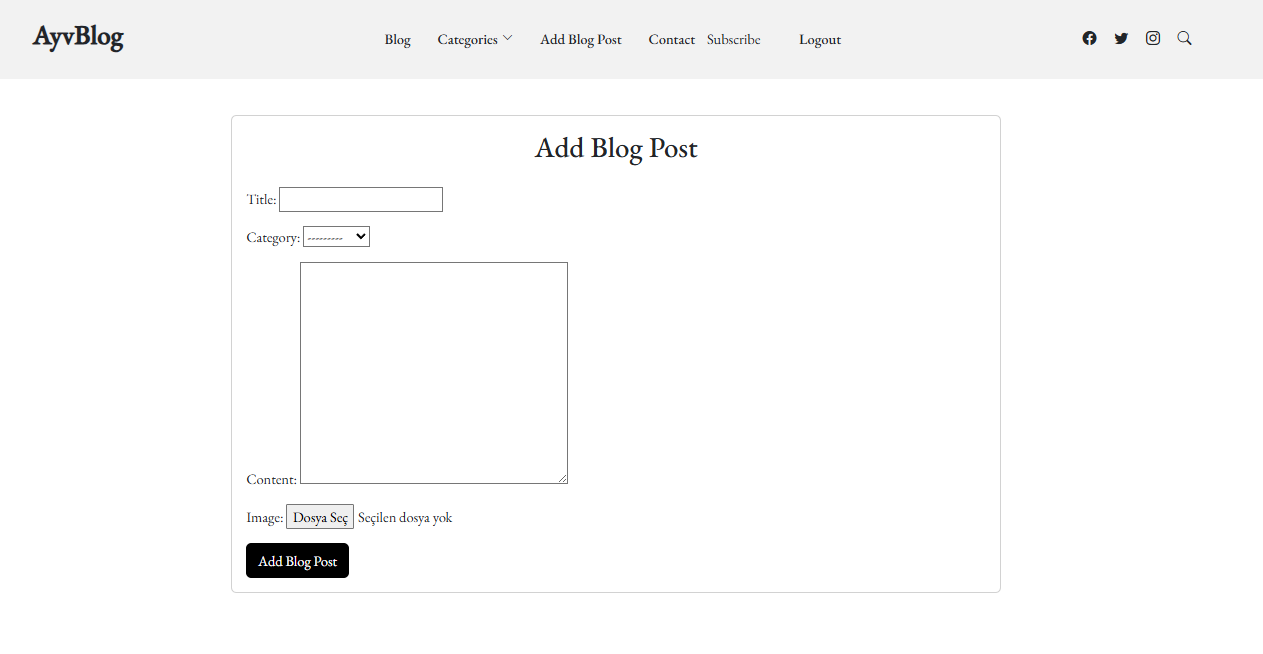 AyvBlog Blog Categories Add Blog Post Contact Subscribe Logout
Add Blog Post
Title:
Category: ---------
Content:
Image: Dosya Seç Seçilen dosya yok
Add Blog Post